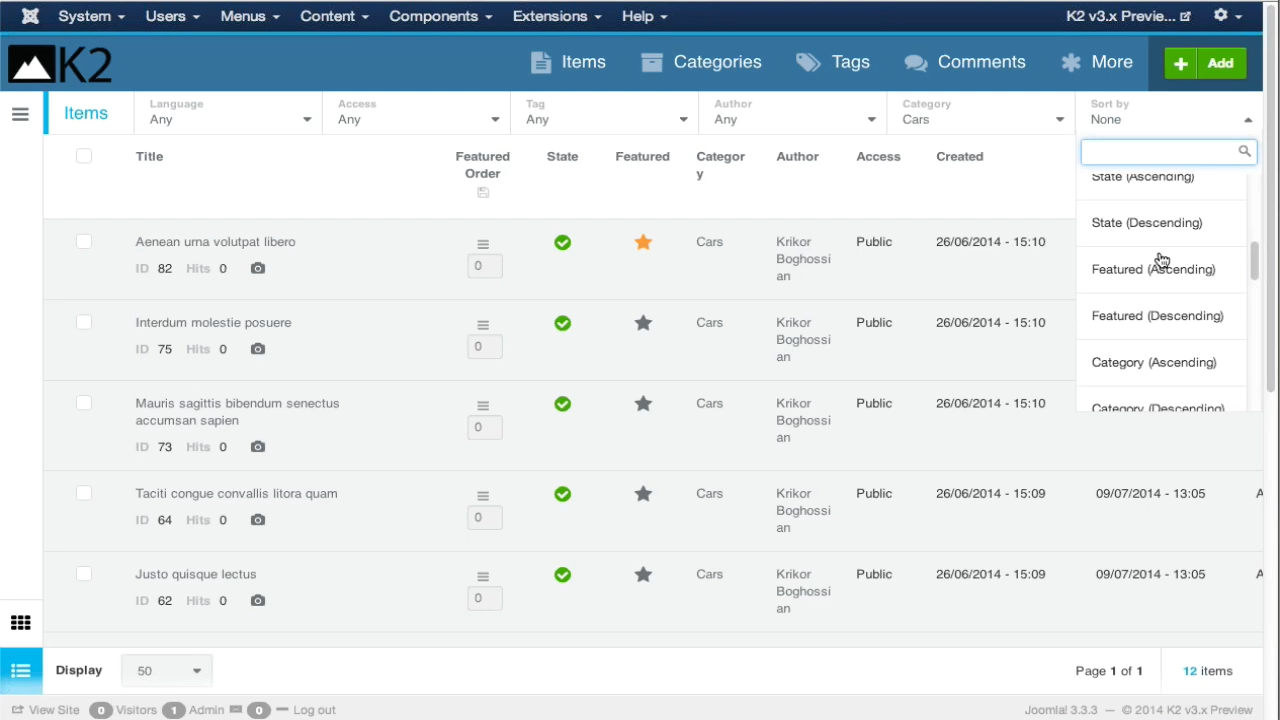 System Users Menus Content Components Extensions Help K2 v3.x Previe...
K2 Items Categories Tags Comments More + Add
Items
Language
Any
Access
Any
Tag
Any
Author
Any
Category
Cars
Sort by
None
Title
Featured
Order
State
Featured
Categor
y
Author
Access
Created
State (Ascending)
State (Descending)
Featured (Ascending)
Featured (Descending)
Category (Ascending)
Category (Descending)
Aenean urna volutpat libero
ID 82 Hits 0
0
Cars
Krikor
Boghossi
an
Public
26/06/2014 - 15:10
Interdum molestie posuere
ID 75 Hits 0
0
Cars
Krikor
Boghossi
an
Public
26/06/2014 - 15:10
Mauris sagittis bibendum senectus
accumsan sapien
ID 73 Hits 0
0
Cars
Krikor
Boghossi
an
Public
26/06/2014 - 15:10
Taciti congue convallis litora quam
ID 64 Hits 0
0
Cars
Krikor
Boghossi
an
Public
26/06/2014 - 15:09
09/07/2014 - 13:05
A
Justo quisque lectus
ID 62 Hits 0
0
Cars
Krikor
Boghossi
an
Public
26/06/2014 - 15:09
09/07/2014 - 13:05
A
Display 50 Page 1 of 1 12 items
View Site 0 Visitors 1 Admin 0 Log out Joomla! 3.3.3 — © 2014 K2 v3.x Preview